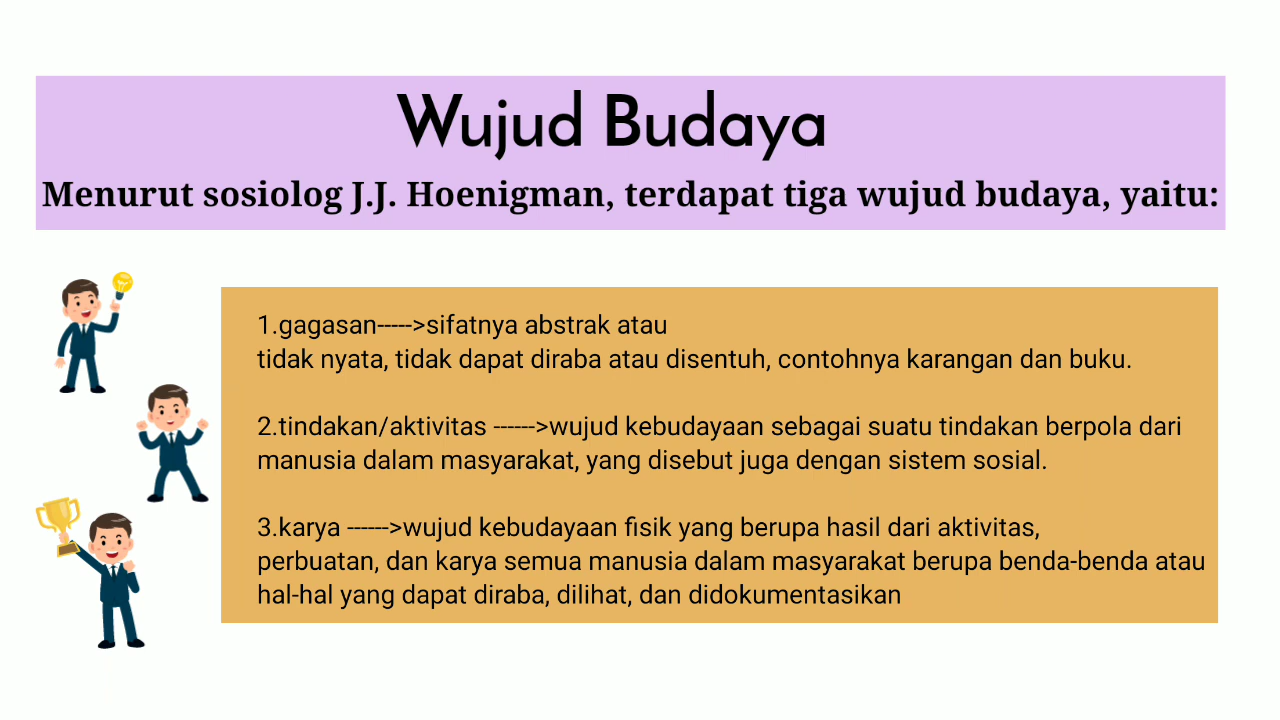 Wujud Budaya
Menurut sosiolog J.J. Hoenigman, terdapat tiga wujud budaya, yaitu:
1.gagasan----->sifatnya abstrak atau
tidak nyata, tidak dapat diraba atau disentuh, contohnya karangan dan buku.
2.tindakan/aktivitas ------>wujud kebudayaan sebagai suatu tindakan berpola dari
manusia dalam masyarakat, yang disebut juga dengan sistem sosial.
3.karya ------>wujud kebudayaan fisik yang berupa hasil dari aktivitas,
perbuatan, dan karya semua manusia dalam masyarakat berupa benda-benda atau
hal-hal yang dapat diraba, dilihat, dan didokumentasikan